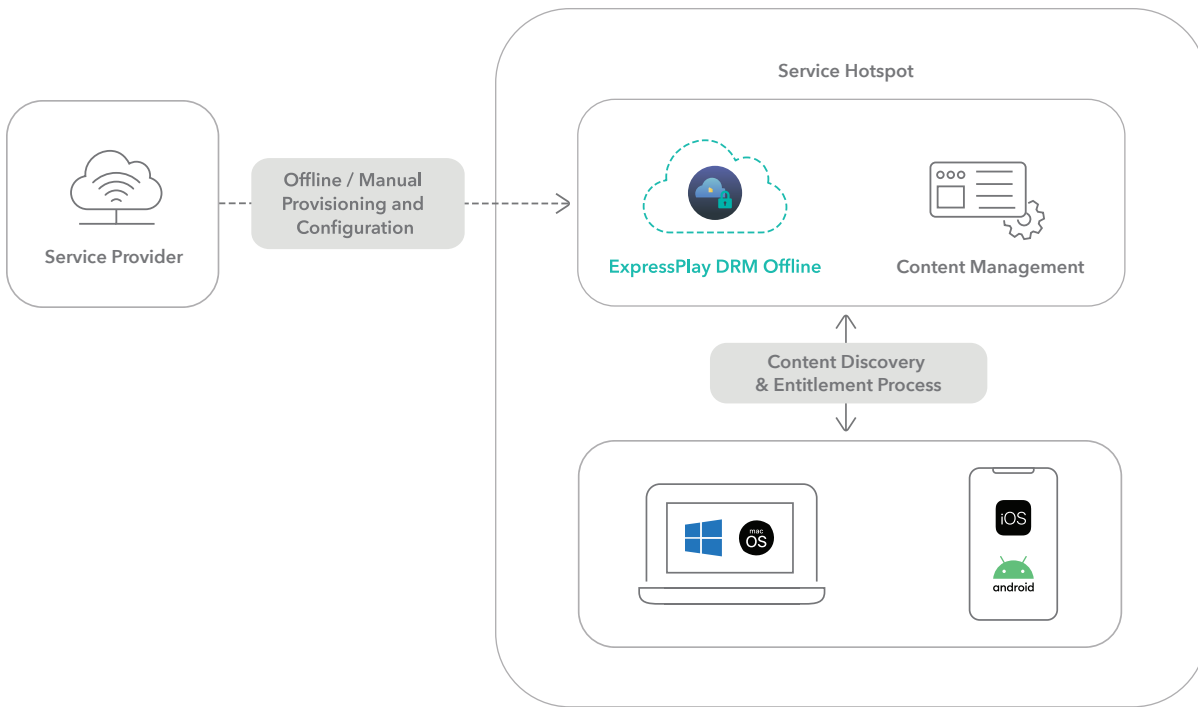 Service Hotspot
Service Provider
Offline / Manual
Provisioning and
Configuration
ExpressPlay DRM Offline
Content Management
Content Discovery
& Entitlement Process
mac
OS
iOS
android